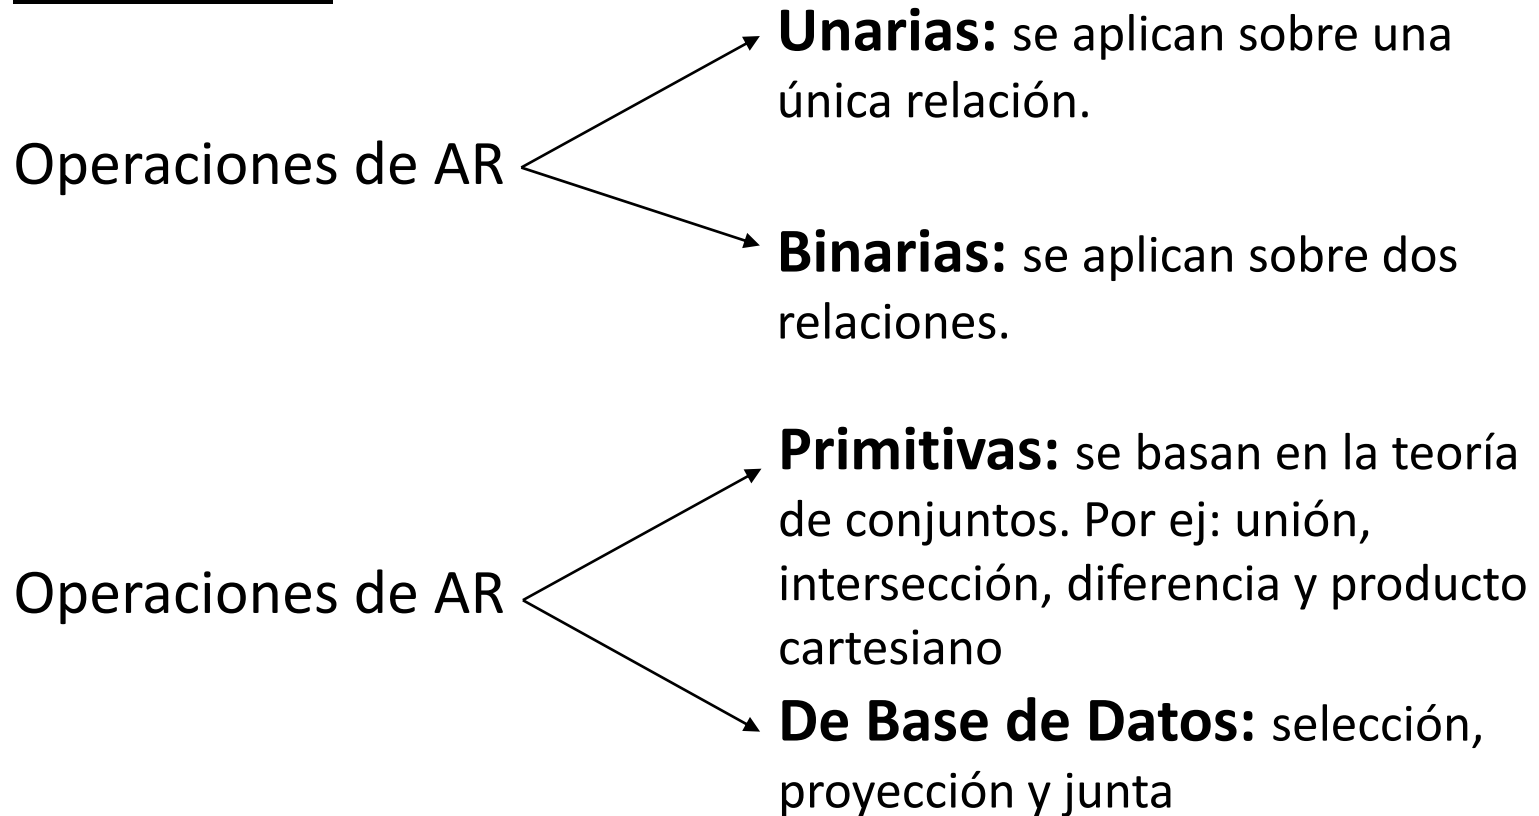 Unarias: se aplican sobre una
única relación.
Operaciones de AR
Binarias: se aplican sobre dos
relaciones.
Primitivas: se basan en la teoría
de conjuntos. Por ej: unión,
intersección, diferencia y producto
cartesiano
Operaciones de AR
De Base de Datos: selección,
proyección y junta